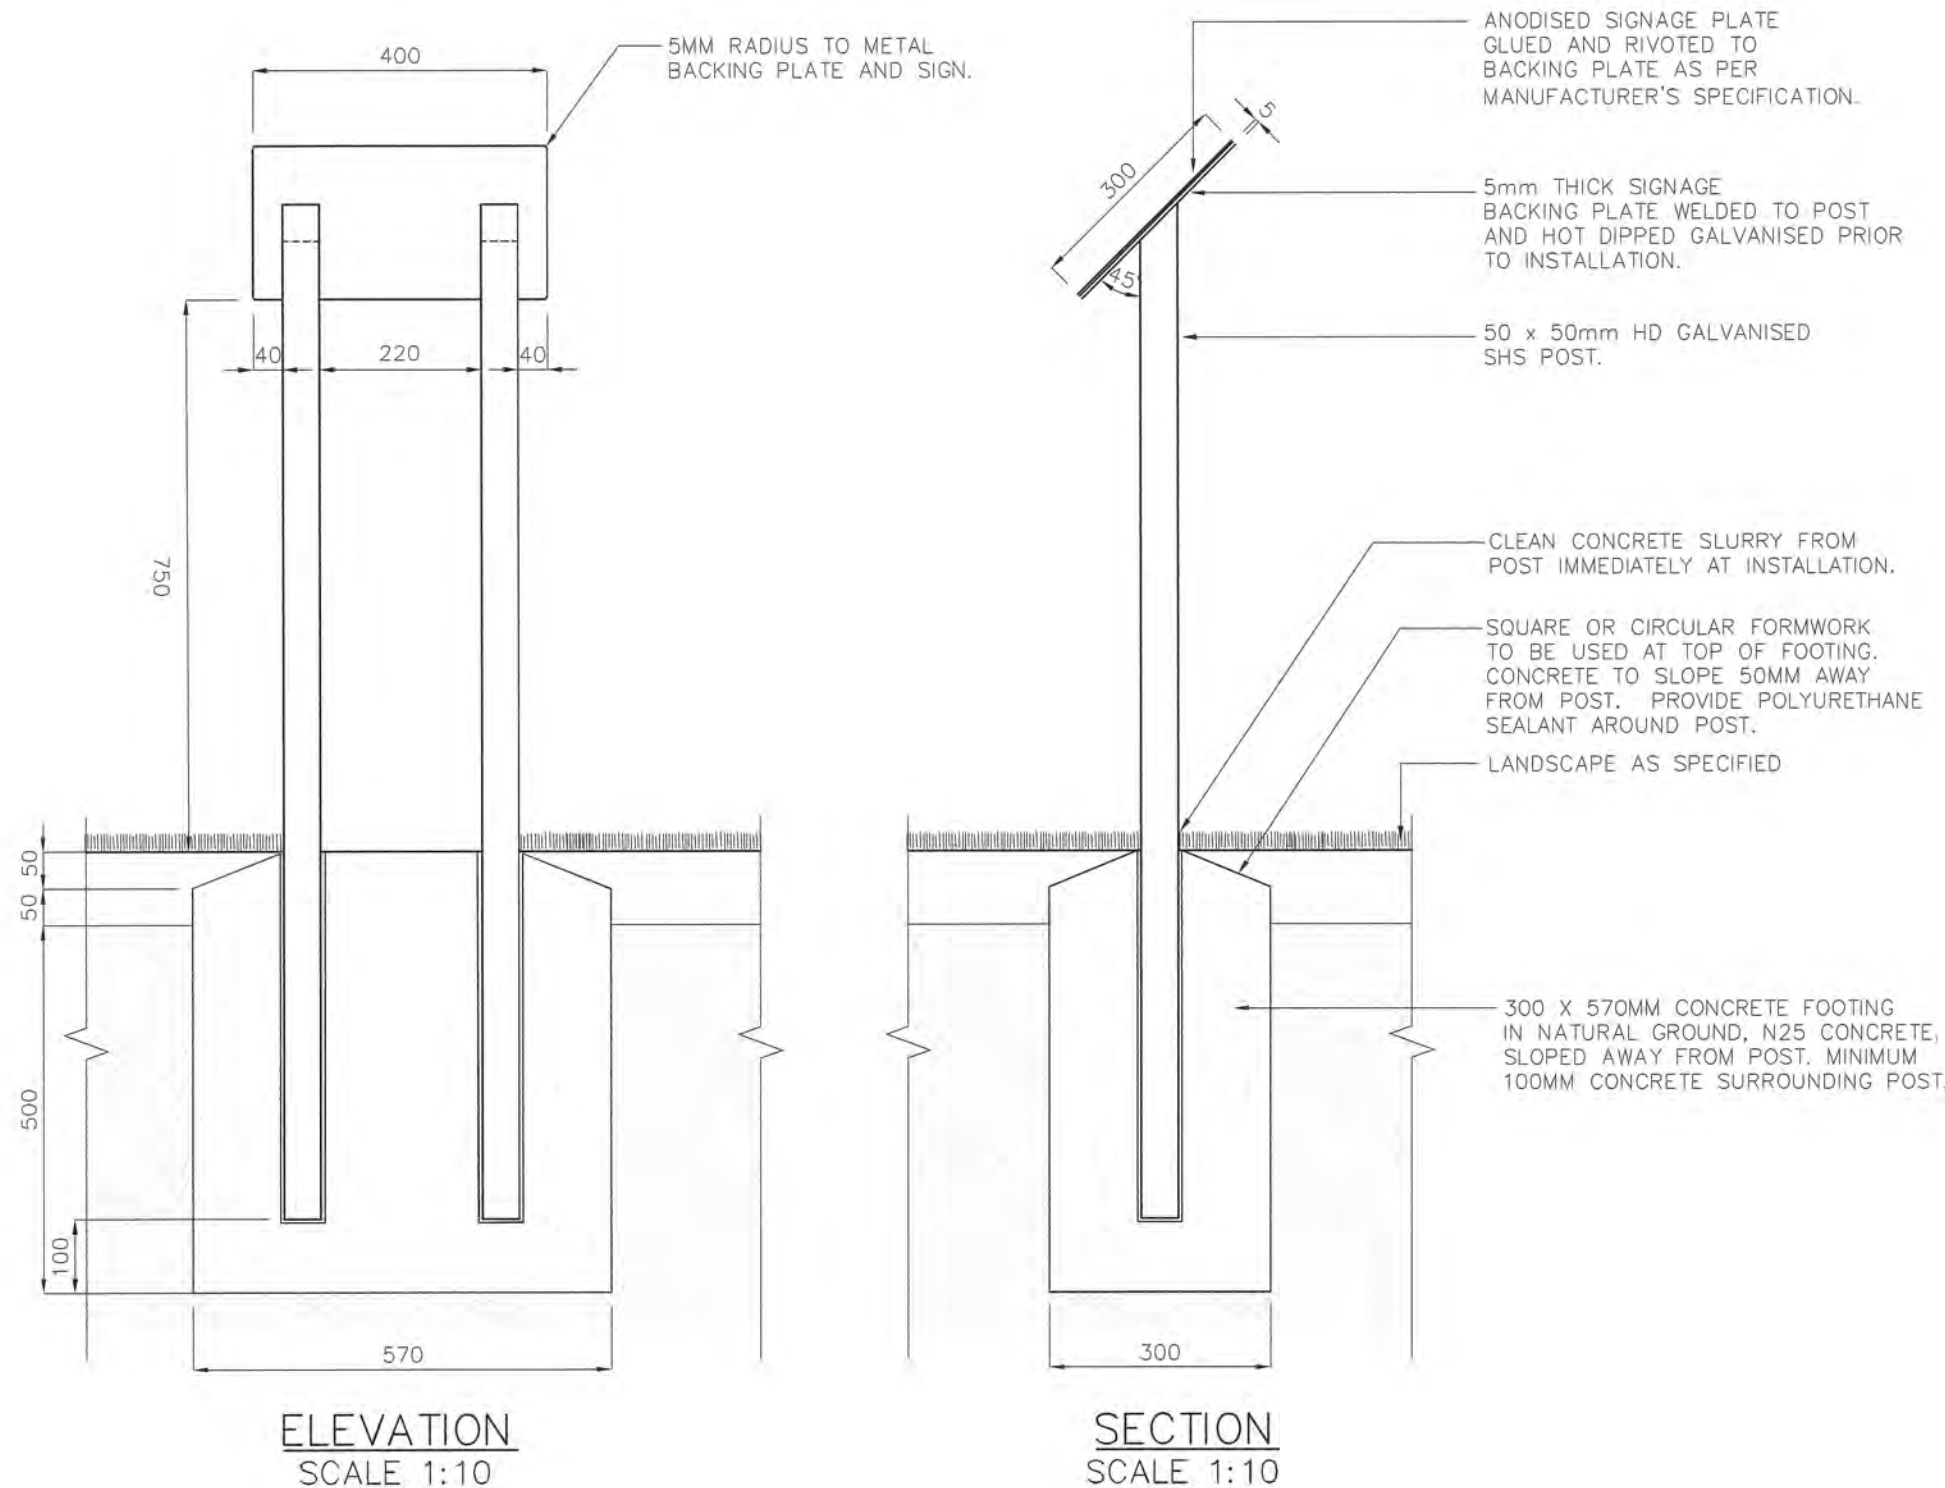 400
5MM RADIUS TO METAL
BACKING PLATE AND SIGN.
40
220
40
750
50
50
500
100
570
ELEVATION
SCALE 1:10
ANODISED SIGNAGE PLATE
GLUED AND RIVOTED TO
BACKING PLATE AS PER
MANUFACTURER'S SPECIFICATION.
5
300
45°
5mm THICK SIGNAGE
BACKING PLATE WELDED TO POST
AND HOT DIPPED GALVANISED PRIOR
TO INSTALLATION.
50 x 50mm HD GALVANISED
SHS POST.
CLEAN CONCRETE SLURRY FROM
POST IMMEDIATELY AT INSTALLATION.
SQUARE OR CIRCULAR FORMWORK
TO BE USED AT TOP OF FOOTING.
CONCRETE TO SLOPE 50MM AWAY
FROM POST. PROVIDE POLYURETHANE
SEALANT AROUND POST.
LANDSCAPE AS SPECIFIED
300 X 570MM CONCRETE FOOTING
IN NATURAL GROUND, N25 CONCRETE,
SLOPED AWAY FROM POST. MINIMUM
100MM CONCRETE SURROUNDING POST.
300
SECTION
SCALE 1:10